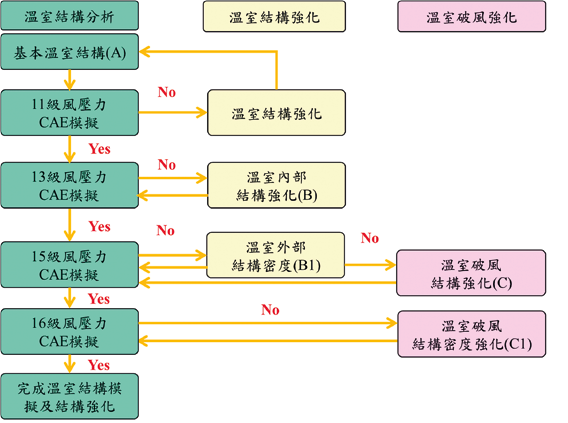 溫室結構分析
溫室結構強化
溫室破風強化
基本溫室結構(A)
No
11級風壓力
CAE模擬
溫室結構強化
Yes
No
13級風壓力
CAE模擬
溫室內部
結構強化(B)
Yes
No
No
15級風壓力
CAE模擬
溫室外部
結構密度(B1)
溫室破風
結構強化(C)
Yes
No
16級風壓力
CAE模擬
溫室破風
結構密度強化(C1)
Yes
完成溫室結構模
擬及結構強化